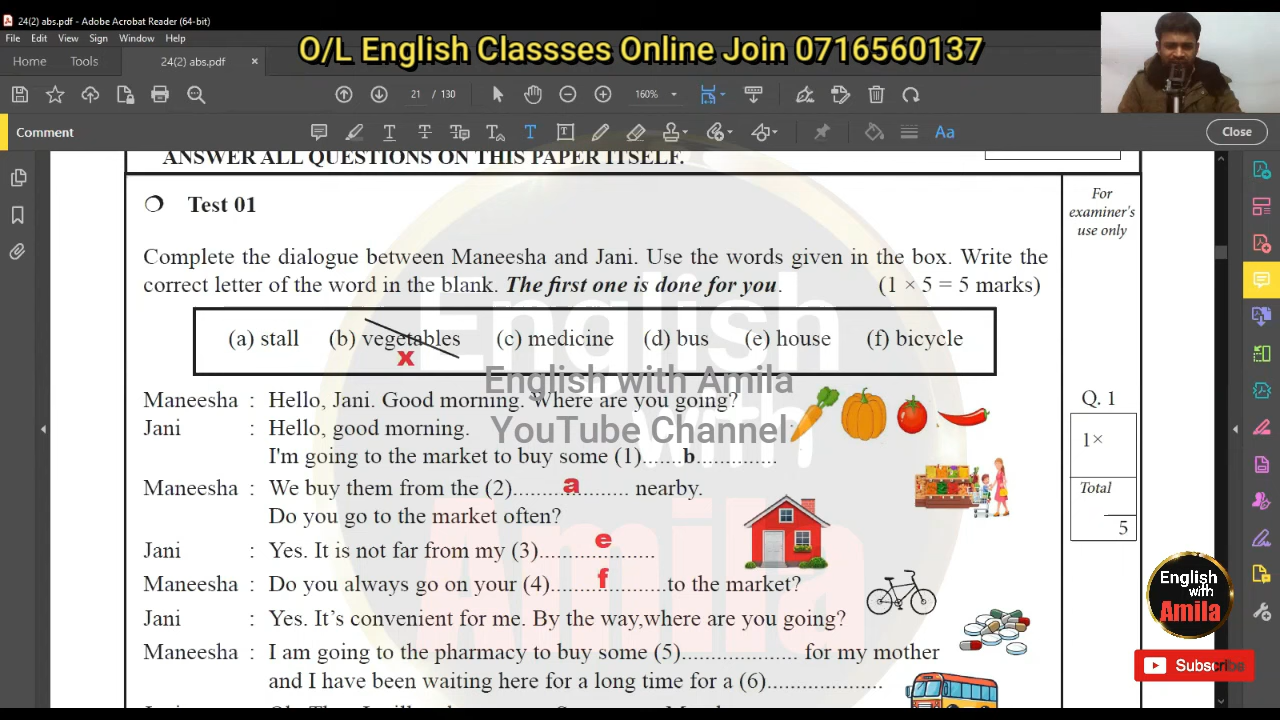 24(2) abs.pdf - Adobe Acrobat Reader (64-bit)
File Edit View Sign Window Help
O/L English Classses Online Join 0716560137
Home Tools 24(2) abs.pdf ×
21 / 130 160%
Comment Close
ANSWER ALL QUESTIONS ON THIS PAPER ITSELF.
Test 01
For
examiner's
use only
Complete the dialogue between Maneesha and Jani. Use the words given in the box. Write the
correct letter of the word in the blank. The first one is done for you. (1 × 5 = 5 marks)
(a) stall (b) vegetables (c) medicine (d) bus (e) house (f) bicycle
x
English with Amila
YouTube Channel
English
with
Amila
Maneesha : Hello, Jani. Good morning. Where are you going?
Jani : Hello, good morning.
I'm going to the market to buy some (1).......b..............
Maneesha : We buy them from the (2)..........a.......... nearby.
Do you go to the market often?
Jani : Yes. It is not far from my (3)..........e..........
Maneesha : Do you always go on your (4)..........f..........to the market?
Jani : Yes. It's convenient for me. By the way,where are you going?
Maneesha : I am going to the pharmacy to buy some (5).................... for my mother
and I have been waiting here for a long time for a (6)....................
Q. 1
1×
Total
5
English
with
Amila
Subscribe